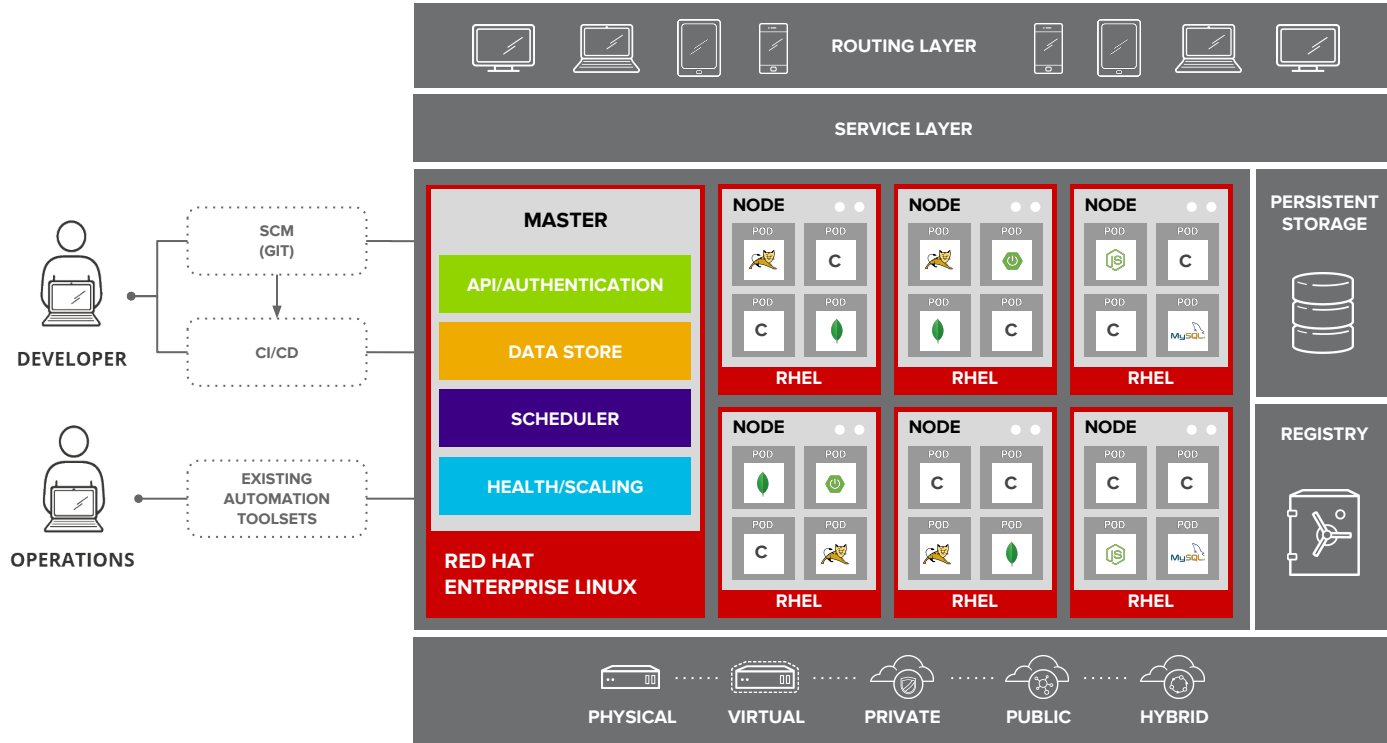 ROUTING LAYER
SERVICE LAYER
SCM
(GIT)
CI/CD
DEVELOPER
EXISTING
AUTOMATION
TOOLSETS
OPERATIONS
MASTER
API/AUTHENTICATION
DATA STORE
SCHEDULER
HEALTH/SCALING
RED HAT
ENTERPRISE LINUX
NODE
POD POD
C
POD POD
C
RHEL
NODE
POD POD
POD POD
C
RHEL
NODE
POD POD
JS C
POD POD
C MySQL
RHEL
NODE
POD POD
POD POD
C
RHEL
NODE
POD POD
C C
POD POD
RHEL
NODE
POD POD
C C
POD POD
JS MySQL
RHEL
PERSISTENT
STORAGE
REGISTRY
PHYSICAL VIRTUAL PRIVATE PUBLIC HYBRID